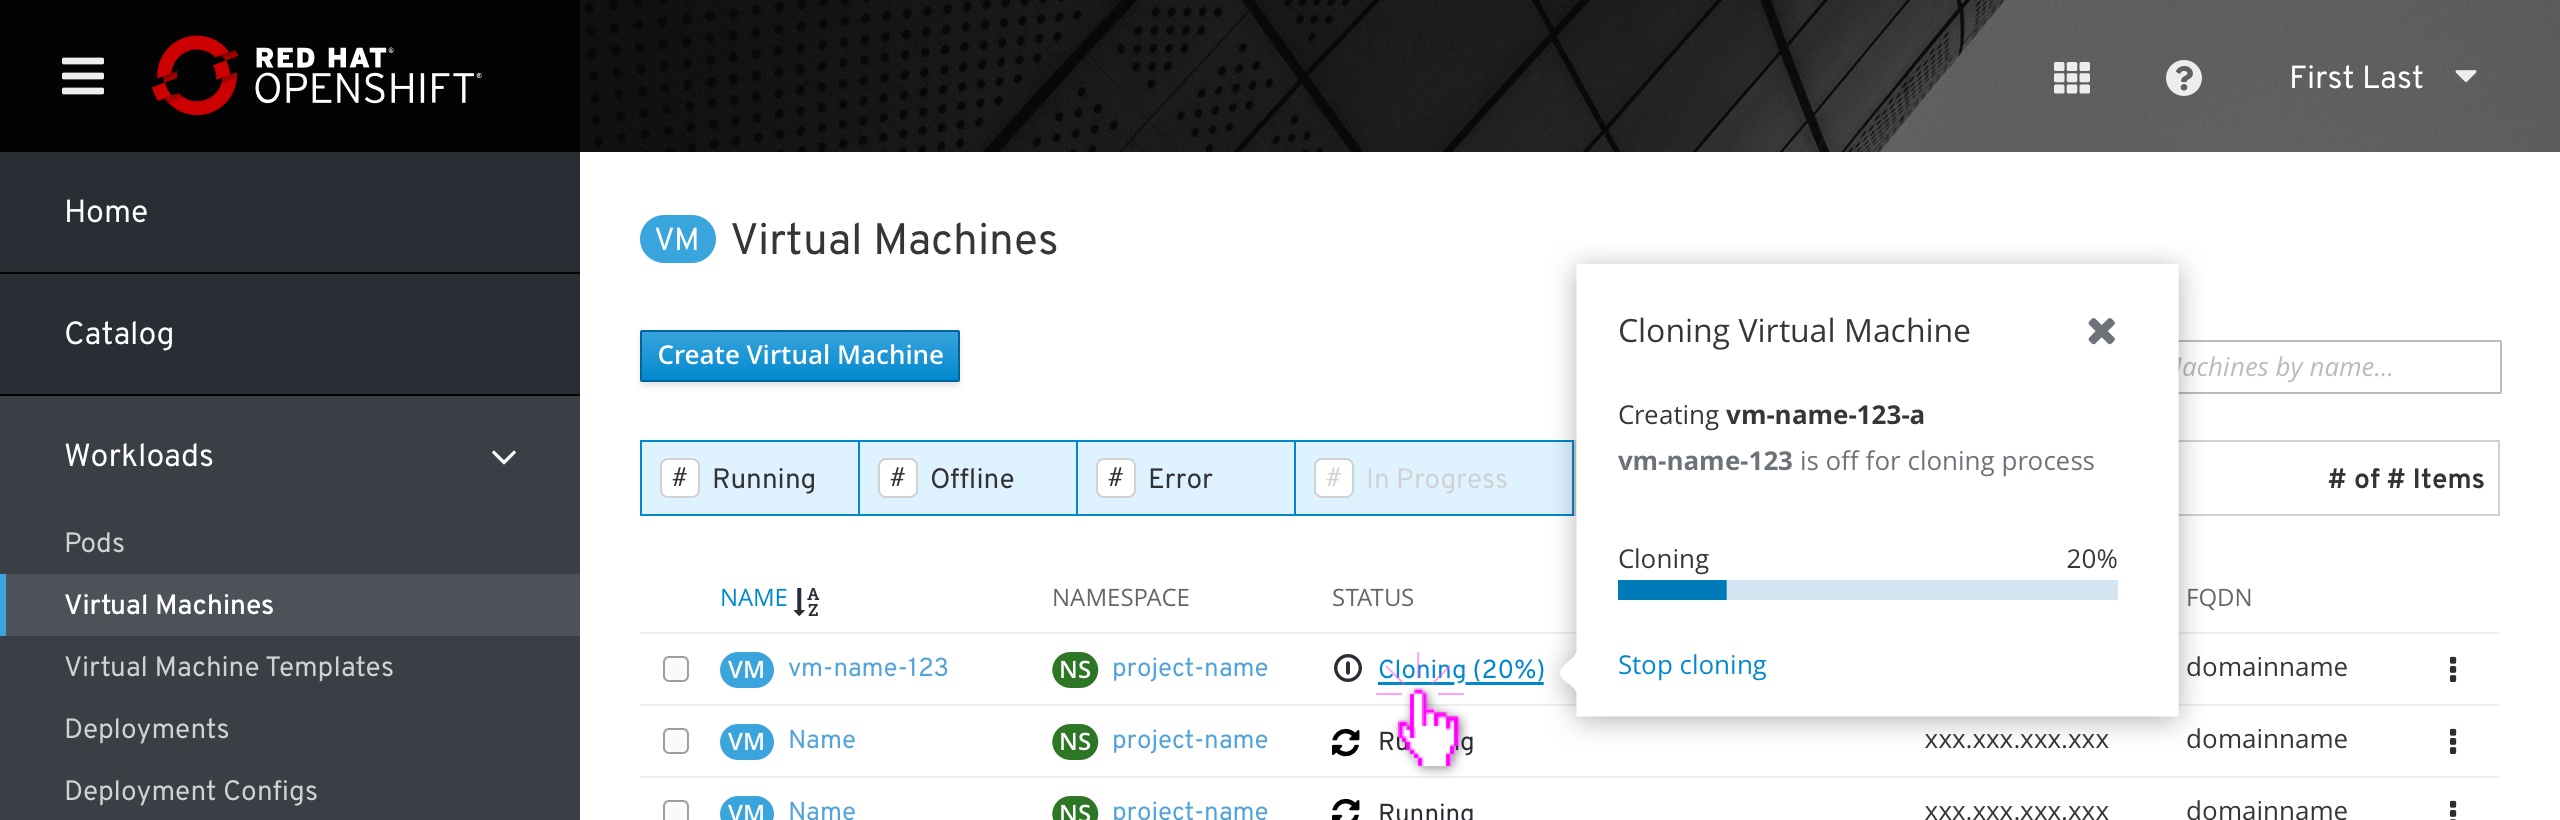 RED HAT®
OPENSHIFT®
First Last
Home
Catalog
Workloads
Pods
Virtual Machines
Virtual Machine Templates
Deployments
Deployment Configs
VM Virtual Machines
Create Virtual Machine
Machines by name...
# Running # Offline # Error # In Progress
# of # Items
Cloning Virtual Machine
Creating vm-name-123-a
vm-name-123 is off for cloning process
Cloning 20%
Stop cloning
NAME A Z NAMESPACE STATUS FQDN
VM vm-name-123 NS project-name Cloning (20%) domainname
VM Name NS project-name Running xxx.xxx.xxx.xxx domainname
VM Name NS project-name Running xxx.xxx.xxx.xxx domainname